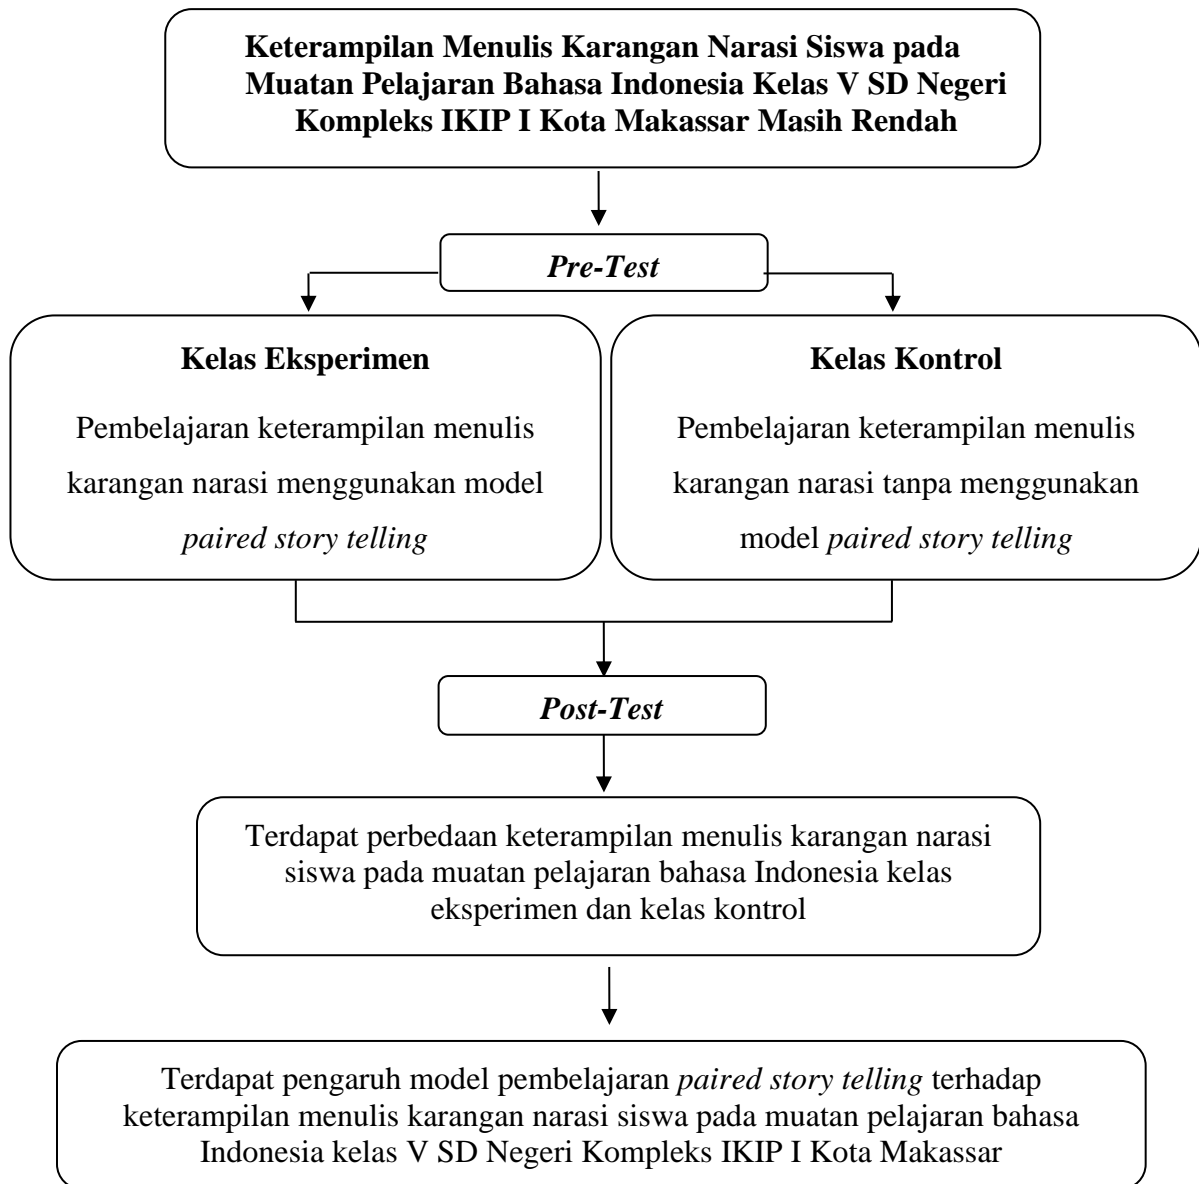 Keterampilan Menulis Karangan Narasi Siswa pada
Muatan Pelajaran Bahasa Indonesia Kelas V SD Negeri
Kompleks IKIP I Kota Makassar Masih Rendah
Pre-Test
Kelas Eksperimen
Pembelajaran keterampilan menulis
karangan narasi menggunakan model
paired story telling
Kelas Kontrol
Pembelajaran keterampilan menulis
karangan narasi tanpa menggunakan
model paired story telling
Post-Test
Terdapat perbedaan keterampilan menulis karangan narasi
siswa pada muatan pelajaran bahasa Indonesia kelas
eksperimen dan kelas kontrol
Terdapat pengaruh model pembelajaran paired story telling terhadap
keterampilan menulis karangan narasi siswa pada muatan pelajaran bahasa
Indonesia kelas V SD Negeri Kompleks IKIP I Kota Makassar